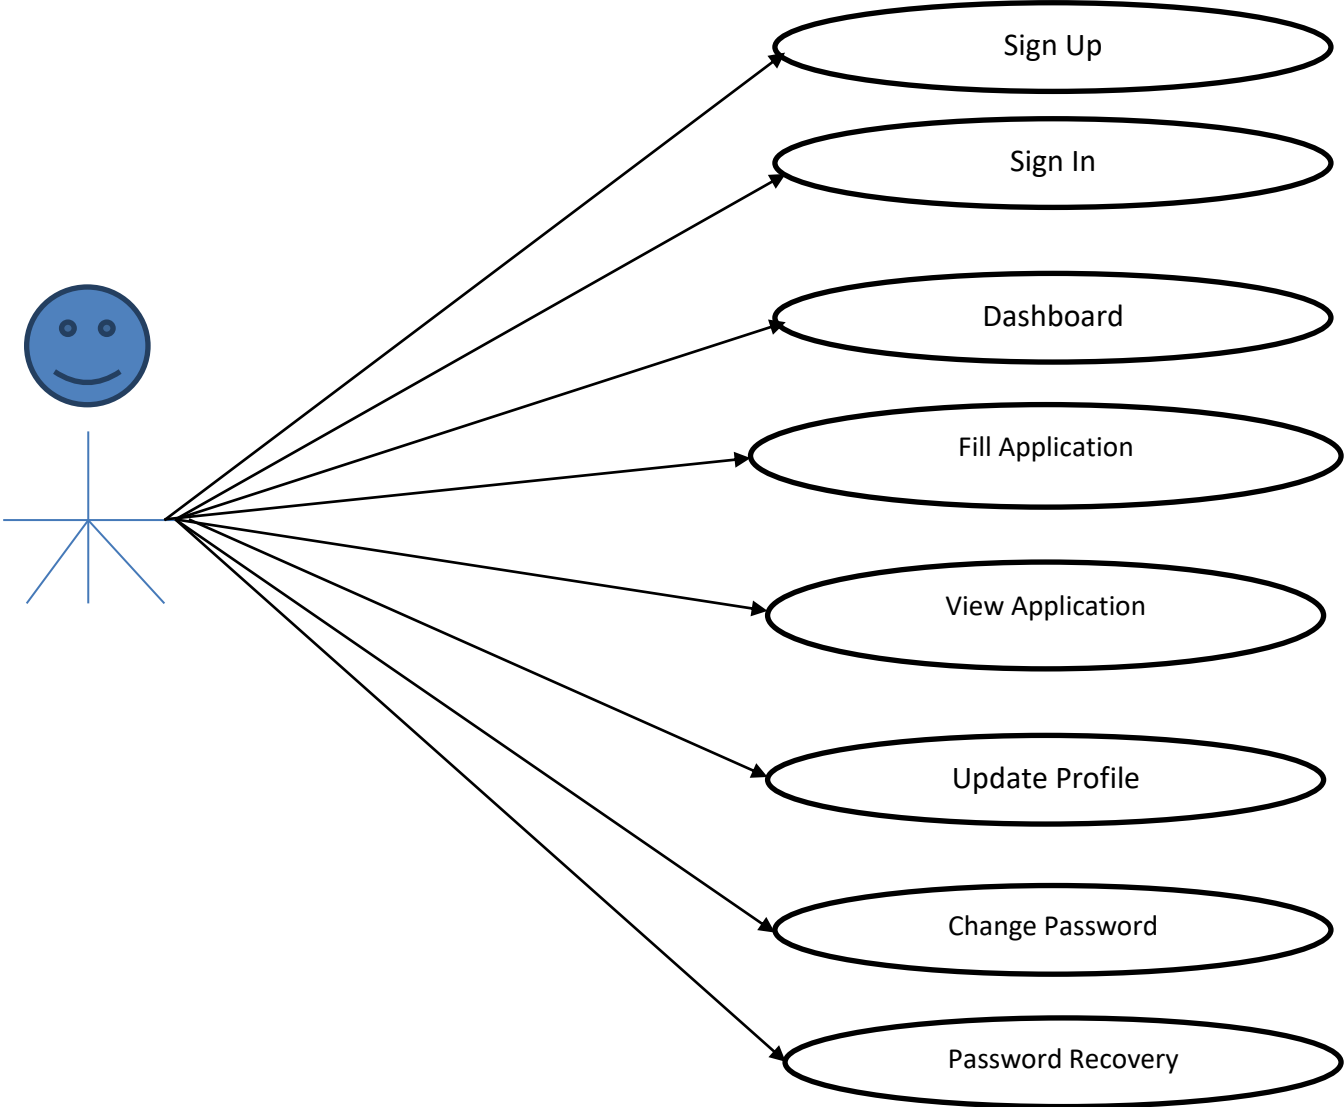 Sign Up
Sign In
Dashboard
Fill Application
View Application
Update Profile
Change Password
Password Recovery